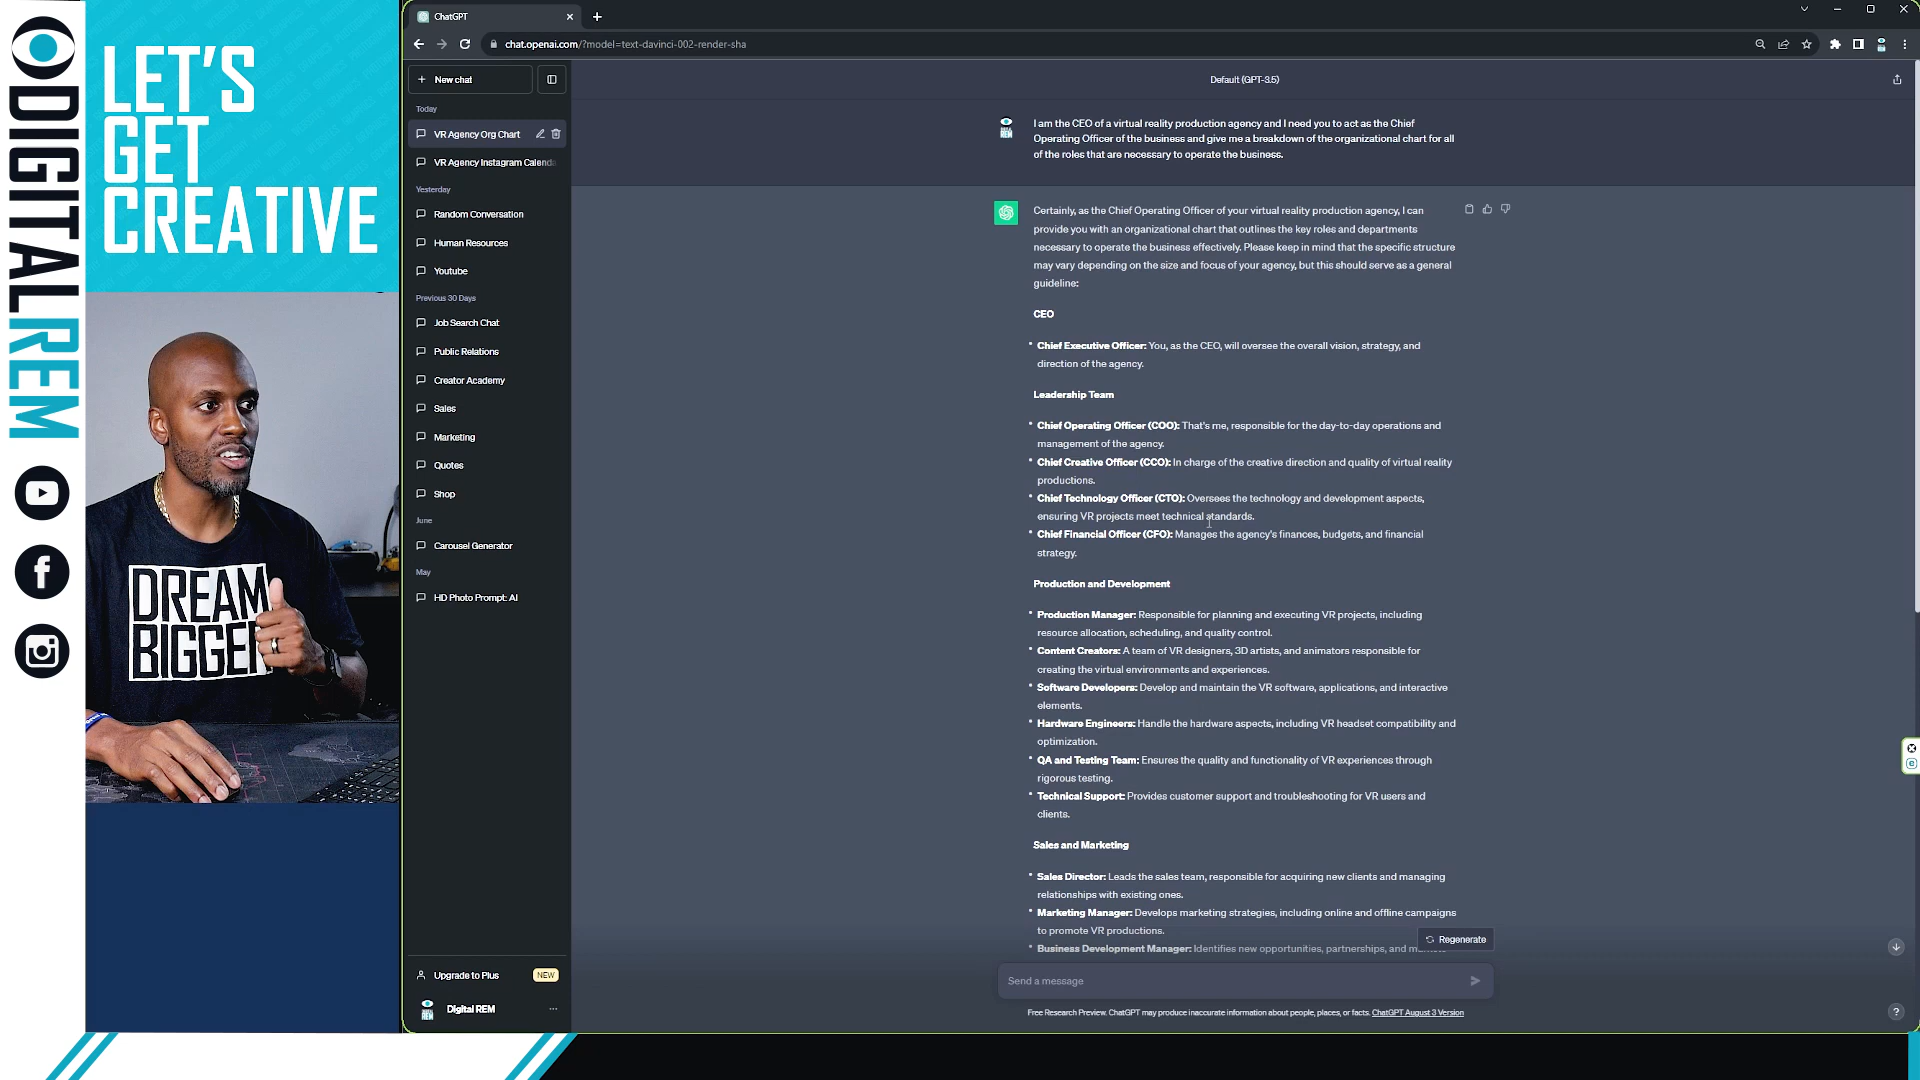 DIGITALREM
LET'S
GET
CREATIVE
DREAM
BIGGER
ChatGPT
chat.openai.com/?model=text-davinci-002-render-sha
New chat
Today
VR Agency Org Chart
VR Agency Instagram Calenda
Yesterday
Random Conversation
Human Resources
Youtube
Previous 30 Days
Job Search Chat
Public Relations
Creator Academy
Sales
Marketing
Quotes
Shop
June
Carousel Generator
May
HD Photo Prompt: AI
Upgrade to Plus NEW
Digital REM
Default (GPT-3.5)
I am the CEO of a virtual reality production agency and I need you to act as the Chief
Operating Officer of the business and give me a breakdown of the organizational chart for all
of the roles that are necessary to operate the business.
Certainly, as the Chief Operating Officer of your virtual reality production agency, I can
provide you with an organizational chart that outlines the key roles and departments
necessary to operate the business effectively. Please keep in mind that the specific structure
may vary depending on the size and focus of your agency, but this should serve as a general
guideline:
CEO
• Chief Executive Officer: You, as the CEO, will oversee the overall vision, strategy, and
direction of the agency.
Leadership Team
• Chief Operating Officer (COO): That's me, responsible for the day-to-day operations and
management of the agency.
• Chief Creative Officer (CCO): In charge of the creative direction and quality of virtual reality
productions.
• Chief Technology Officer (CTO): Oversees the technology and development aspects,
ensuring VR projects meet technical standards.
• Chief Financial Officer (CFO): Manages the agency's finances, budgets, and financial
strategy.
Production and Development
• Production Manager: Responsible for planning and executing VR projects, including
resource allocation, scheduling, and quality control.
• Content Creators: A team of VR designers, 3D artists, and animators responsible for
creating the virtual environments and experiences.
• Software Developers: Develop and maintain the VR software, applications, and interactive
elements.
• Hardware Engineers: Handle the hardware aspects, including VR headset compatibility and
optimization.
• QA and Testing Team: Ensures the quality and functionality of VR experiences through
rigorous testing.
• Technical Support: Provides customer support and troubleshooting for VR users and
clients.
Sales and Marketing
• Sales Director: Leads the sales team, responsible for acquiring new clients and managing
relationships with existing ones.
• Marketing Manager: Develops marketing strategies, including online and offline campaigns
to promote VR productions.
• Business Development Manager: Identifies new opportunities, partnerships, and
Regenerate
Send a message
Free Research Preview. ChatGPT may produce inaccurate information about people, places, or facts. ChatGPT August 3 Version